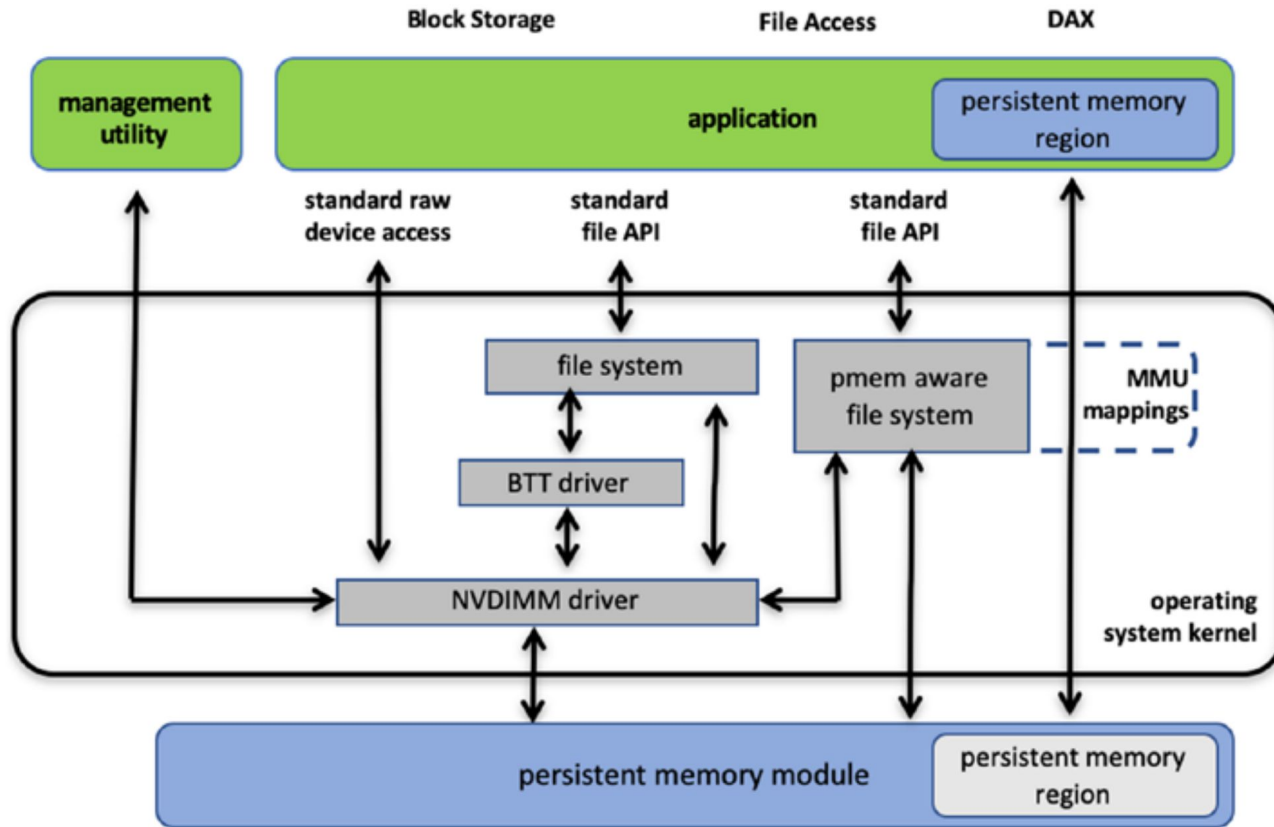 Block Storage
File Access
DAX
management
utility
application
persistent memory
region
standard raw
device access
standard
file API
standard
file API
file system
pmem aware
file system
MMU
mappings
BTT driver
NVDIMM driver
operating
system kernel
persistent memory module
persistent memory
region